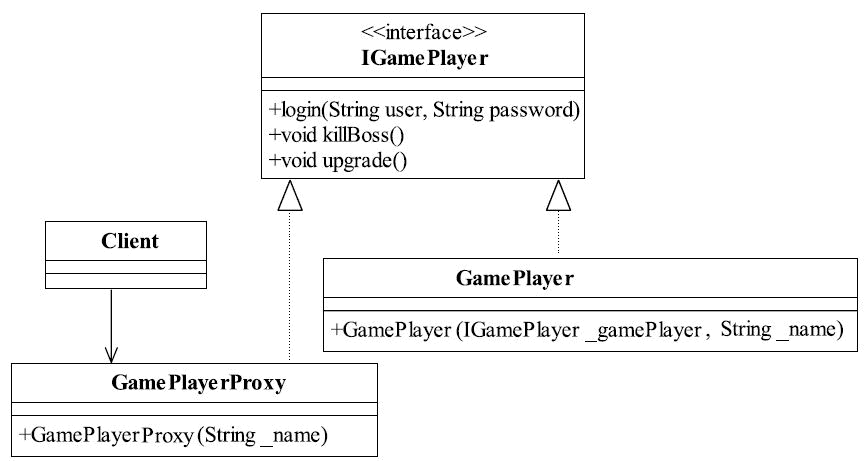 <<interface>>
IGamePlayer
+login(String user, String password)
+void killBoss()
+void upgrade()
Client
GamePlayer
+GamePlayer(IGamePlayer _gamePlayer, String _name)
GamePlayerProxy
+GamePlayerProxy(String _name)